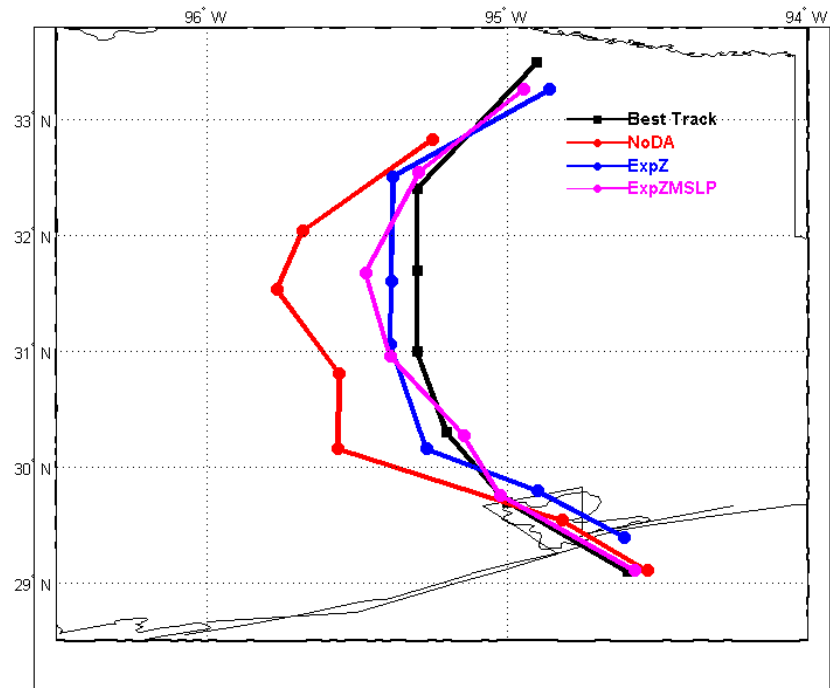 96° W 95° W 94° W
33° N
Best Track
NoDA
ExpZ
ExpZMSLP
32° N
31° N
30° N
29° N